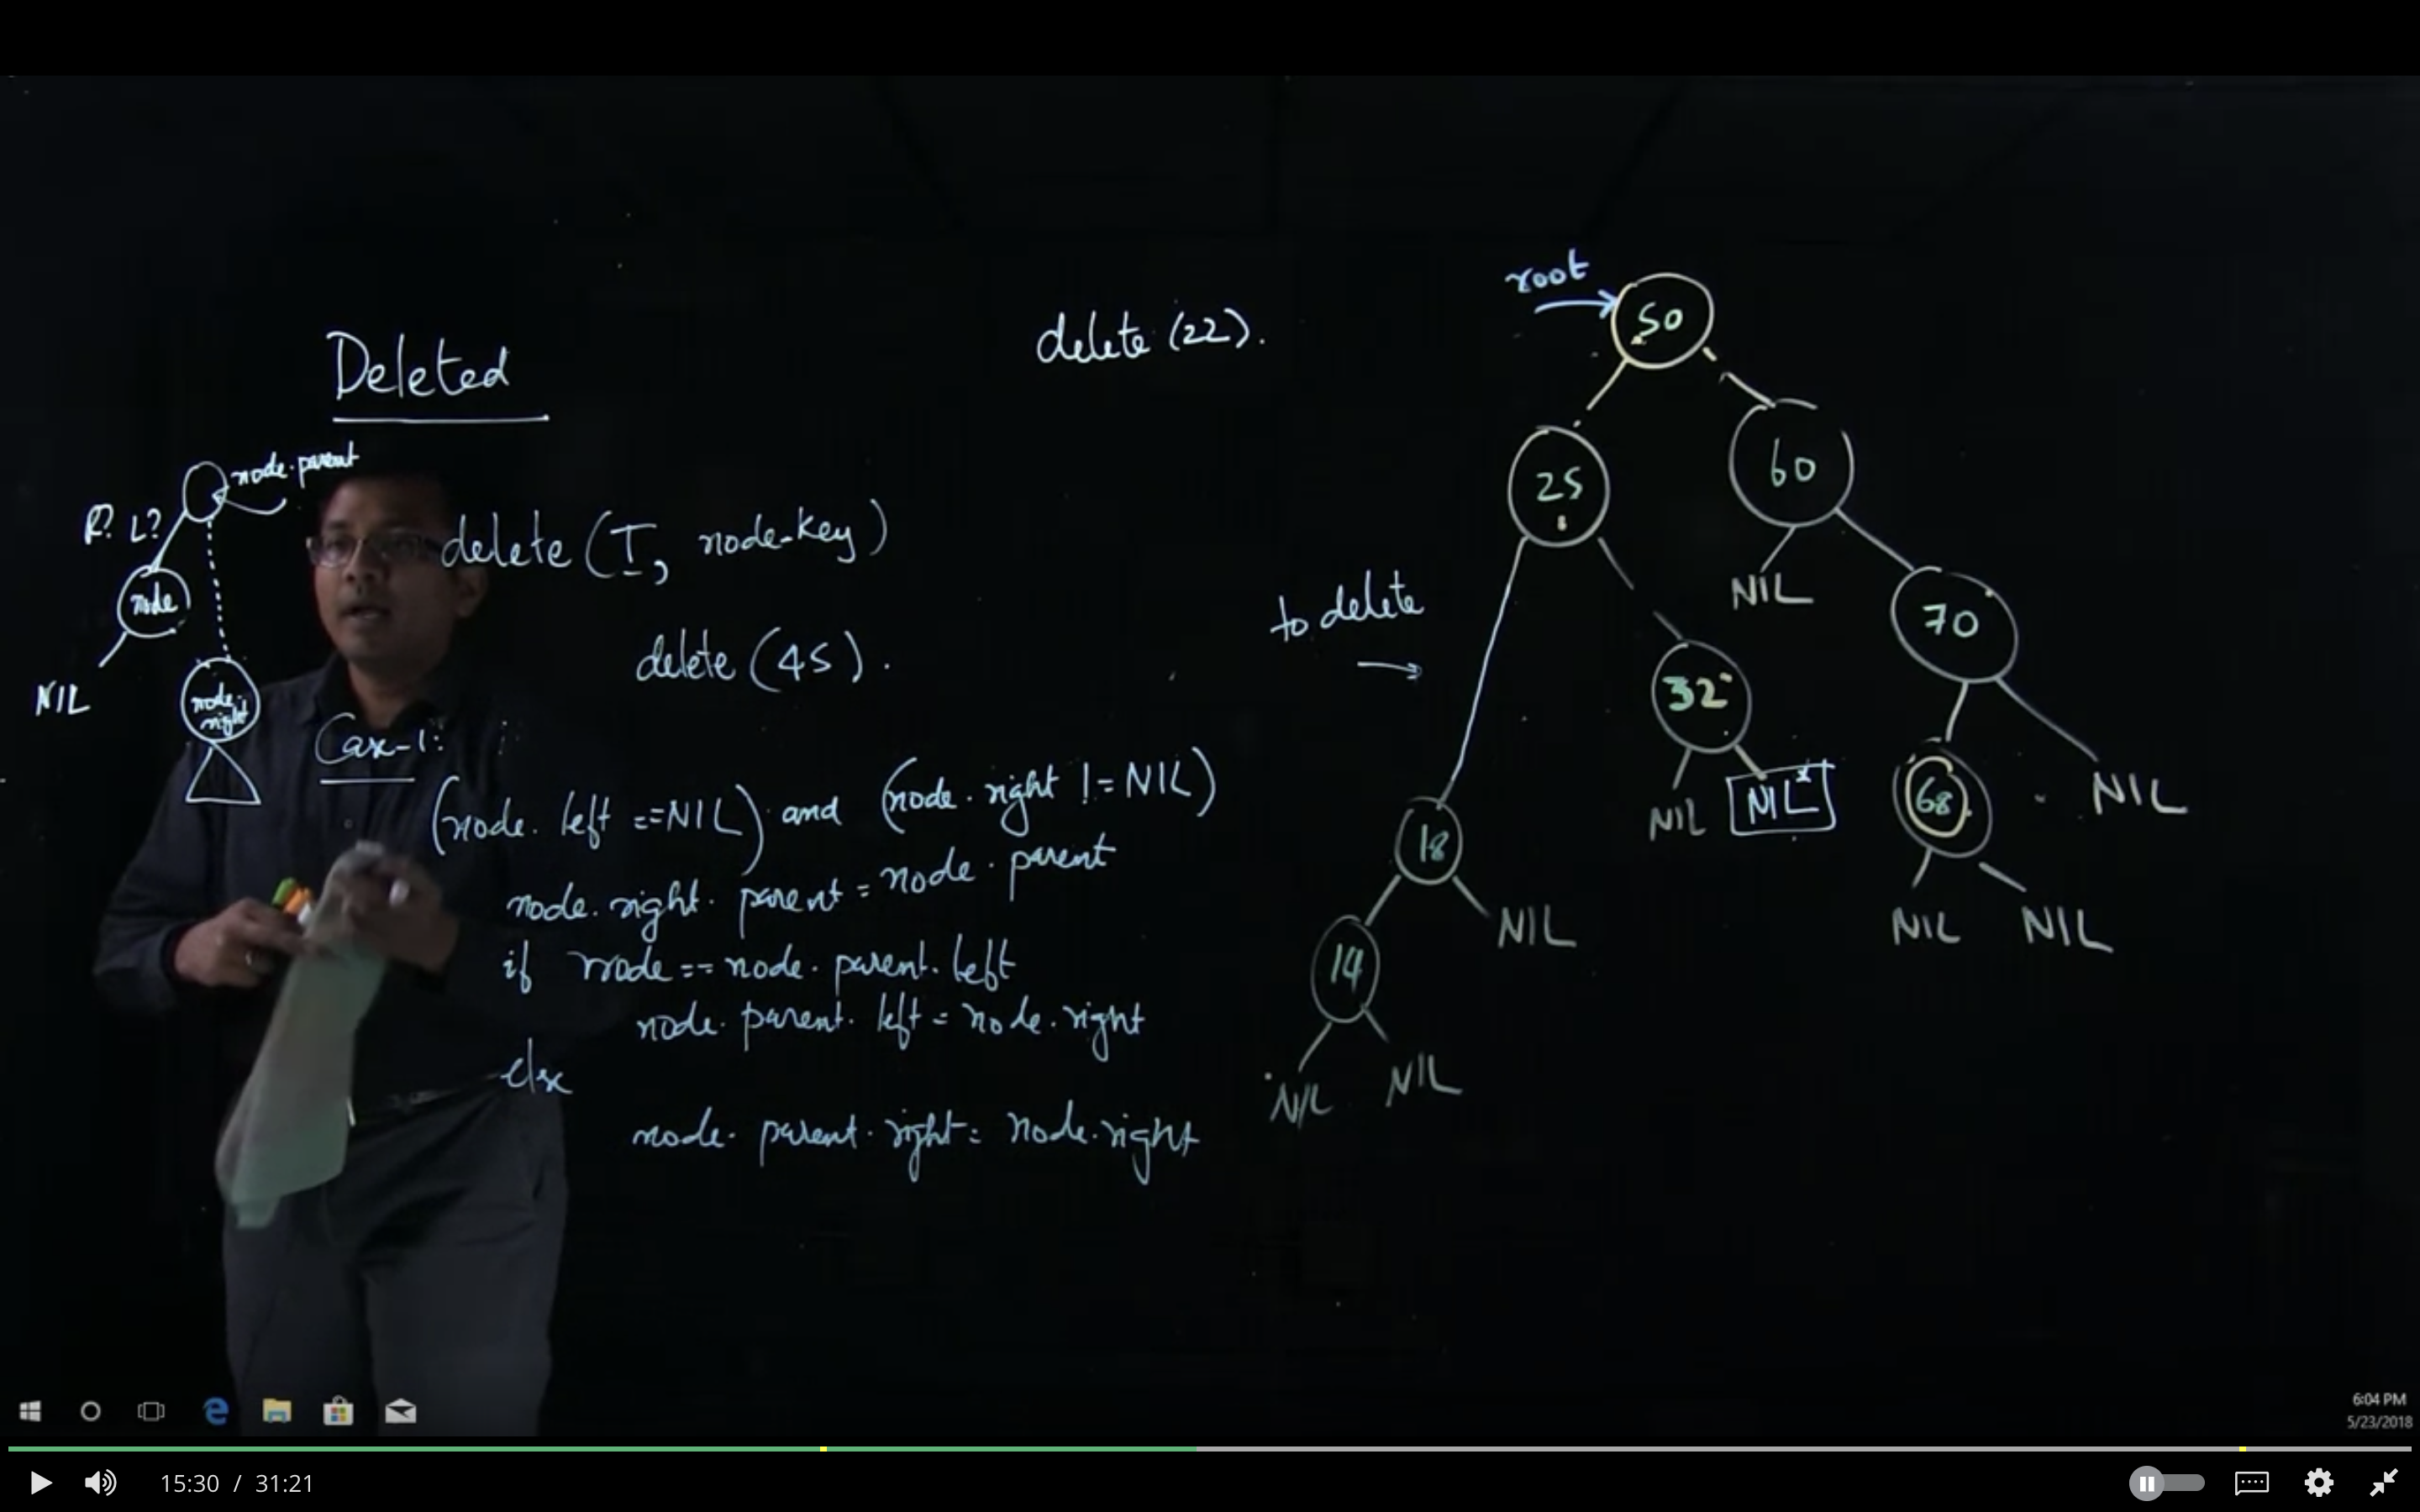 Deleted
delete (22).
node.parent
R? L?
node
NIL
node.
right
delete (T, node-key)
delete (45).
Case-1:
(node. left ==NIL) and (node. right != NIL)
node. right. parent = node. parent
if node == node. parent. left
node. parent. left = node. right
else
node. parent. right = node. right
to delete
root
50
25
60
NIL
70
32
NIL
NIL*
68
NIL
18
NIL
NIL
NIL
14
NIL
NIL
6:04 PM
5/23/2018
15:30 / 31:21